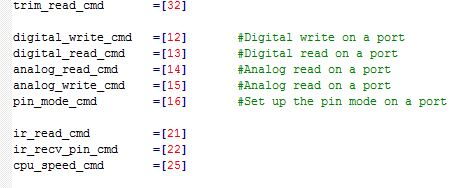 trim_read_cmd =[32]
digital_write_cmd =[12] #Digital write on a port
digital_read_cmd =[13] #Digital read on a port
analog_read_cmd =[14] #Analog read on a port
analog_write_cmd =[15] #Analog read on a port
pin_mode_cmd =[16] #Set up the pin mode on a port
ir_read_cmd =[21]
ir_recv_pin_cmd =[22]
cpu_speed_cmd =[25]